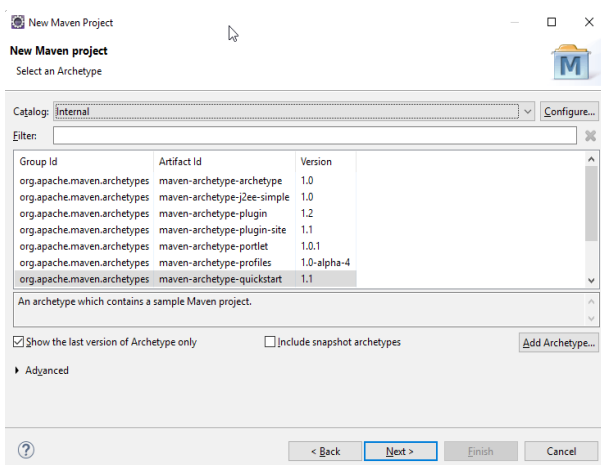 New Maven Project
New Maven project
Select an Archetype
M
Catalog: Internal Configure...
Filter:
Group Id Artifact Id Version
org.apache.maven.archetypes maven-archetype-archetype 1.0
org.apache.maven.archetypes maven-archetype-j2ee-simple 1.0
org.apache.maven.archetypes maven-archetype-plugin 1.2
org.apache.maven.archetypes maven-archetype-plugin-site 1.1
org.apache.maven.archetypes maven-archetype-portlet 1.0.1
org.apache.maven.archetypes maven-archetype-profiles 1.0-alpha-4
org.apache.maven.archetypes maven-archetype-quickstart 1.1
An archetype which contains a sample Maven project.
Show the last version of Archetype only Include snapshot archetypes Add Archetype...
Advanced
? < Back Next > Finish Cancel